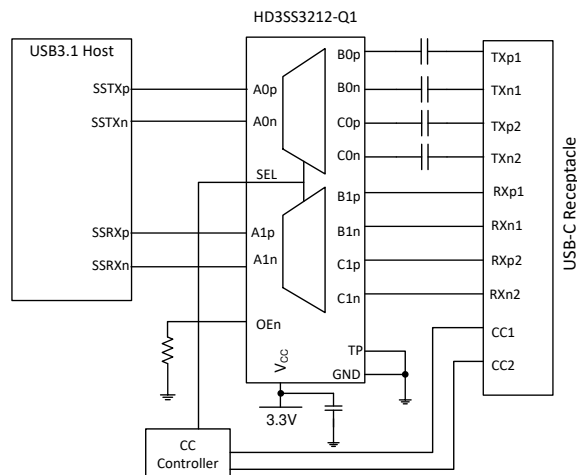 HD3SS3212-Q1
USB3.1 Host
SSTXp
SSTXn
SSRXp
SSRXn
A0p
A0n
SEL
A1p
A1n
OEn
VCC
B0p
B0n
C0p
C0n
B1p
B1n
C1p
C1n
TP
GND
TXp1
TXn1
TXp2
TXn2
RXp1
RXn1
RXp2
RXn2
CC1
CC2
USB-C Receptacle
3.3V
CC
Controller